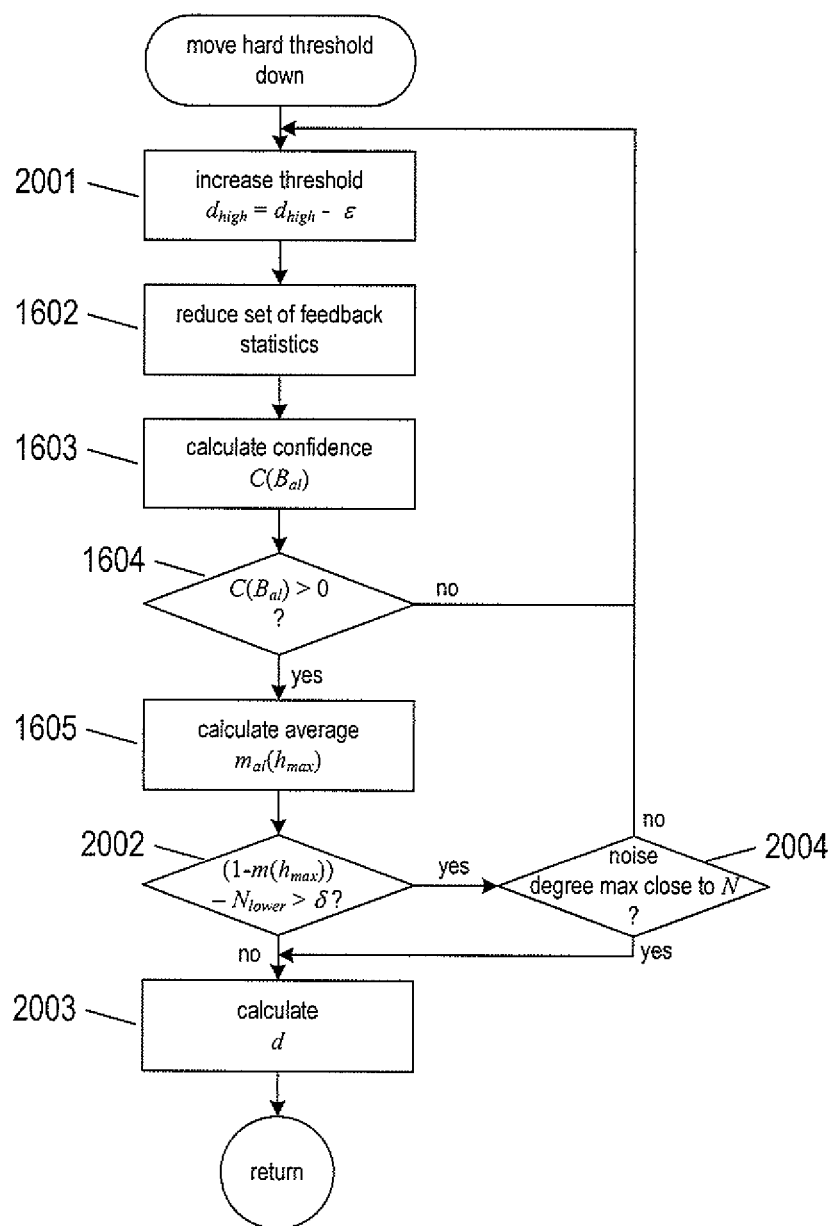 move hard threshold
down
2001
increase threshold
d_high = d_high - ε
1602
reduce set of feedback
statistics
1603
calculate confidence
C(B_al)
1604
C(B_al) > 0
?
no
yes
1605
calculate average
m_al(h_max)
2002
(1-m(h_max))
– N_lower > δ?
yes
no
no
noise
degree max close to N
?
2004
yes
2003
calculate
d
return